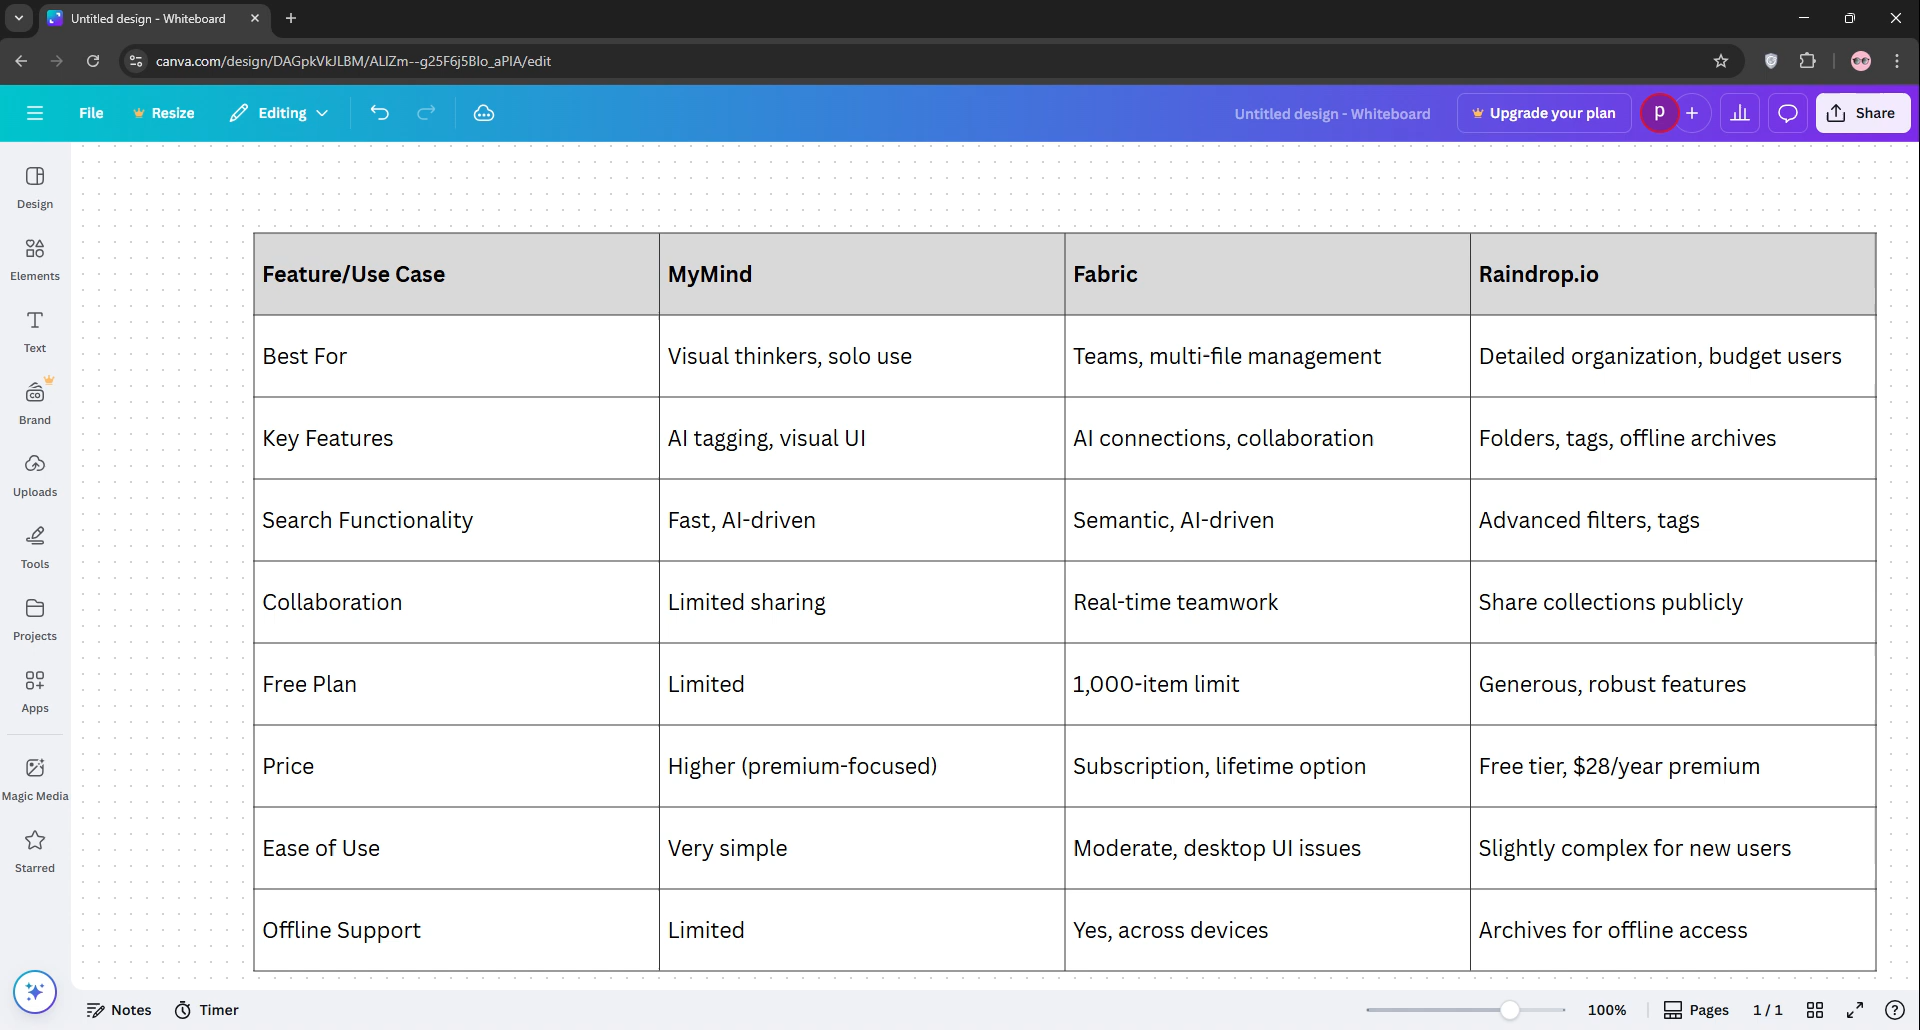 Untitled design - Whiteboard
canva.com/design/DAGpkVkJLBM/ALIZm--g25F6j5Blo_aPIA/edit
File Resize Editing Untitled design - Whiteboard Upgrade your plan P Share
Design
Elements
Text
Brand
Uploads
Tools
Projects
Apps
Magic Media
Starred
Feature/Use Case MyMind Fabric Raindrop.io
Best For Visual thinkers, solo use Teams, multi-file management Detailed organization, budget users
Key Features AI tagging, visual UI AI connections, collaboration Folders, tags, offline archives
Search Functionality Fast, AI-driven Semantic, AI-driven Advanced filters, tags
Collaboration Limited sharing Real-time teamwork Share collections publicly
Free Plan Limited 1,000-item limit Generous, robust features
Price Higher (premium-focused) Subscription, lifetime option Free tier, $28/year premium
Ease of Use Very simple Moderate, desktop UI issues Slightly complex for new users
Offline Support Limited Yes, across devices Archives for offline access
Notes Timer 100% Pages 1 / 1